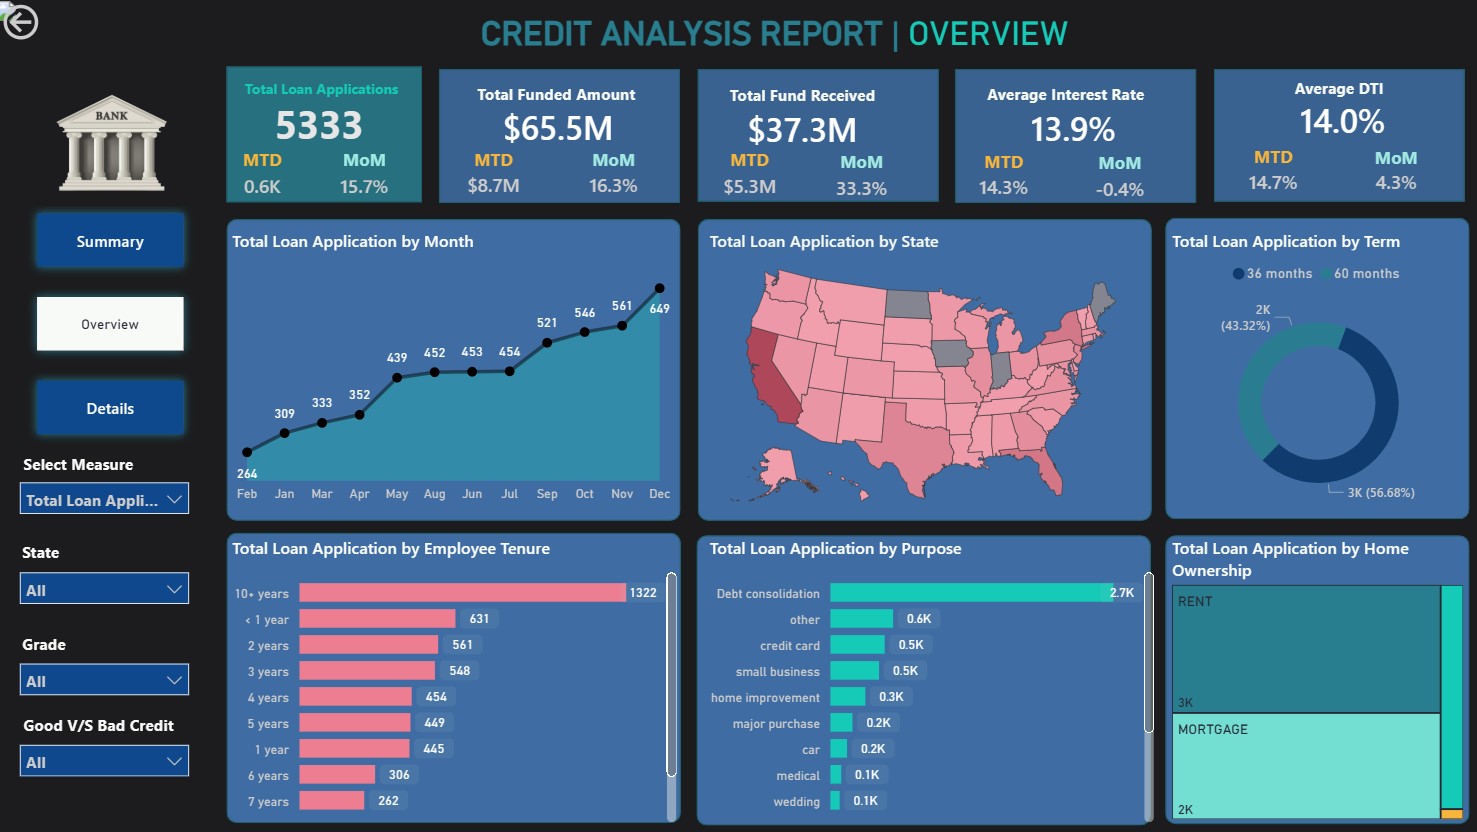 CREDIT ANALYSIS REPORT | OVERVIEW
BANK
Summary
Overview
Details
Select Measure
Total Loan Appli...
State
All
Grade
All
Good V/S Bad Credit
All
Total Loan Applications
5333
MTD MoM
0.6K 15.7%
Total Funded Amount
$65.5M
MTD MoM
$8.7M 16.3%
Total Fund Received
$37.3M
MTD MoM
$5.3M 33.3%
Average Interest Rate
13.9%
MTD MoM
14.3% -0.4%
Average DTI
14.0%
MTD MoM
14.7% 4.3%
Total Loan Application by Month
264 309 333 352 439 452 453 454 521 546 561 649
Feb Jan Mar Apr May Aug Jun Jul Sep Oct Nov Dec
Total Loan Application by State
Total Loan Application by Term
36 months 60 months
2K
(43.32%)
3K (56.68%)
Total Loan Application by Employee Tenure
10+ years 1322
< 1 year 631
2 years 561
3 years 548
4 years 454
5 years 449
1 year 445
6 years 306
7 years 262
Total Loan Application by Purpose
Debt consolidation 2.7K
other 0.6K
credit card 0.5K
small business 0.5K
home improvement 0.3K
major purchase 0.2K
car 0.2K
medical 0.1K
wedding 0.1K
Total Loan Application by Home
Ownership
RENT
3K
MORTGAGE
2K